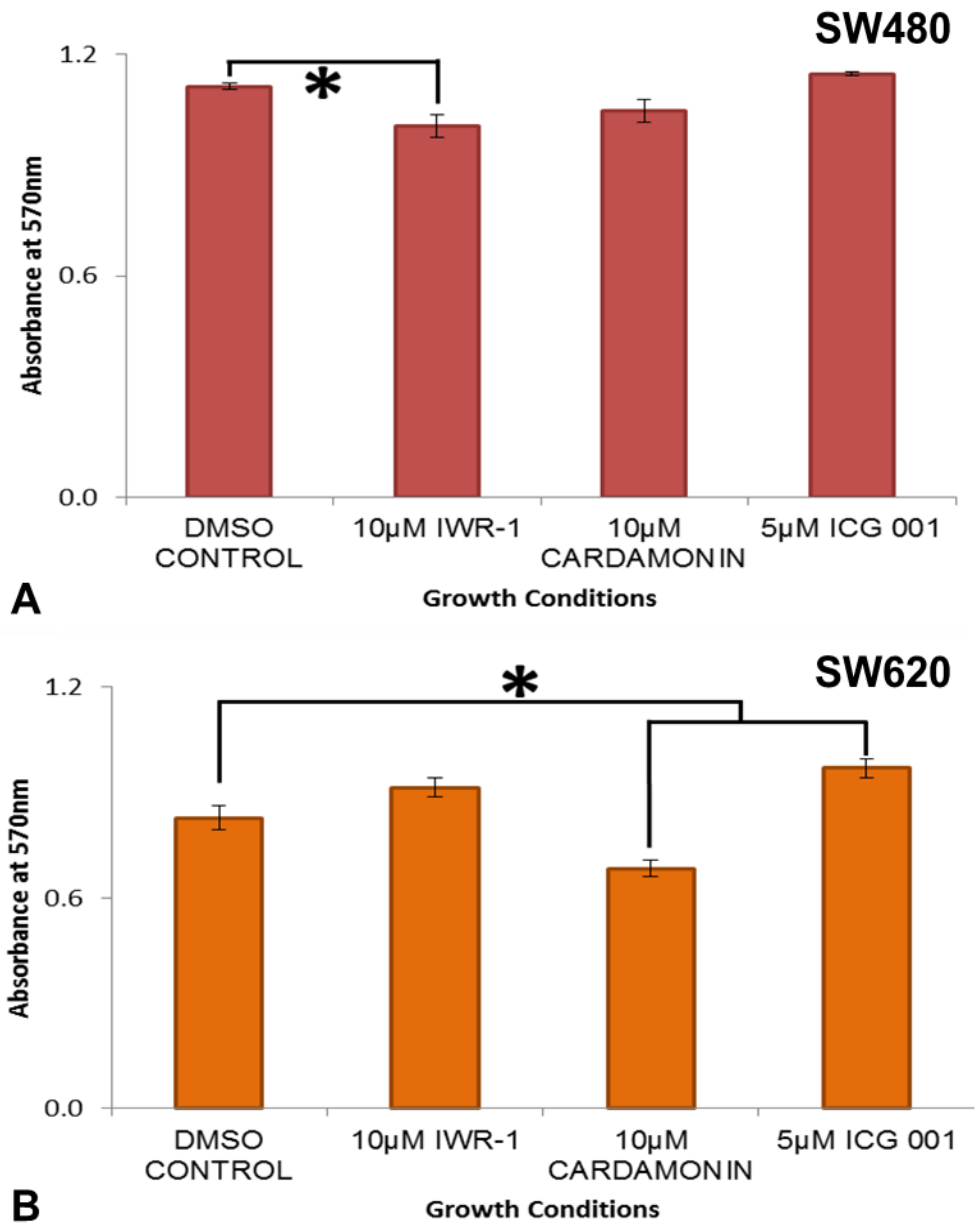 SW480
1.2
*
0.6
0.0
Absorbance at 570nm
DMSO
CONTROL
10µM IWR-1
10µM
CARDAMONIN
5µM ICG 001
Growth Conditions
A
SW620
1.2
*
0.6
0.0
Absorbance at 570nm
DMSO
CONTROL
10µM IWR-1
10µM
CARDAMONIN
5µM ICG 001
Growth Conditions
B